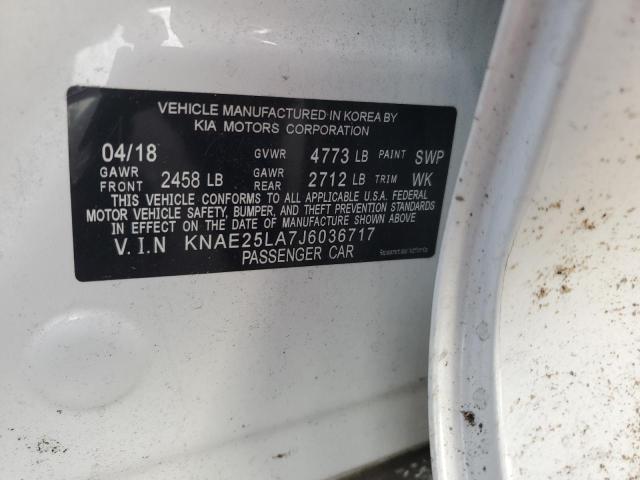 VEHICLE MANUFACTURED IN KOREA BY
KIA MOTORS CORPORATION
04/18 GVWR 4773 LB PAINT SWP
GAWR FRONT 2458 LB GAWR REAR 2712 LB TRIM WK
THIS VEHICLE CONFORMS TO ALL APPLICABLE U.S.A. FEDERAL
MOTOR VEHICLE SAFETY, BUMPER, AND THEFT PREVENTION STANDARDS
IN EFFECT ON THE DATE OF MANUFACTURE SHOWN ABOVE.
V.I.N KNAE25LA7J6036717
PASSENGER CAR